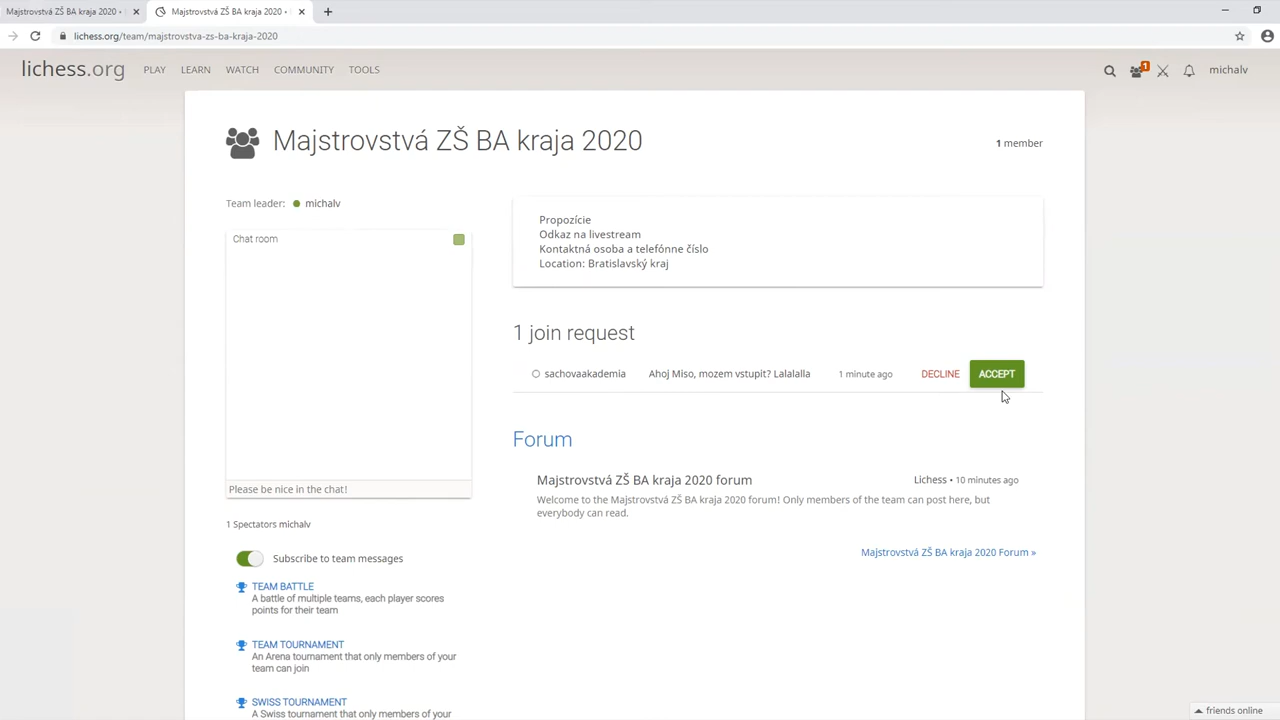 Majstrovstvá ZŠ BA kraja 2020 •
Majstrovstvá ZŠ BA kraja 2020 •
lichess.org/team/majstrovstva-zs-ba-kraja-2020
lichess.org
PLAY
LEARN
WATCH
COMMUNITY
TOOLS
1
michalv
Majstrovstvá ZŠ BA kraja 2020
1 member
Team leader: michalv
Chat room
Please be nice in the chat!
1 Spectators michalv
Subscribe to team messages
TEAM BATTLE
A battle of multiple teams, each player scores
points for their team
TEAM TOURNAMENT
An Arena tournament that only members of your
team can join
SWISS TOURNAMENT
A Swiss tournament that only members of your
Propozície
Odkaz na livestream
Kontaktná osoba a telefónne číslo
Location: Bratislavský kraj
1 join request
sachovaakademia
Ahoj Miso, mozem vstupit? Lalalalla
1 minute ago
DECLINE
ACCEPT
Forum
Majstrovstvá ZŠ BA kraja 2020 forum
Lichess • 10 minutes ago
Welcome to the Majstrovstvá ZŠ BA kraja 2020 forum! Only members of the team can post here, but
everybody can read.
Majstrovstvá ZŠ BA kraja 2020 Forum »
friends online